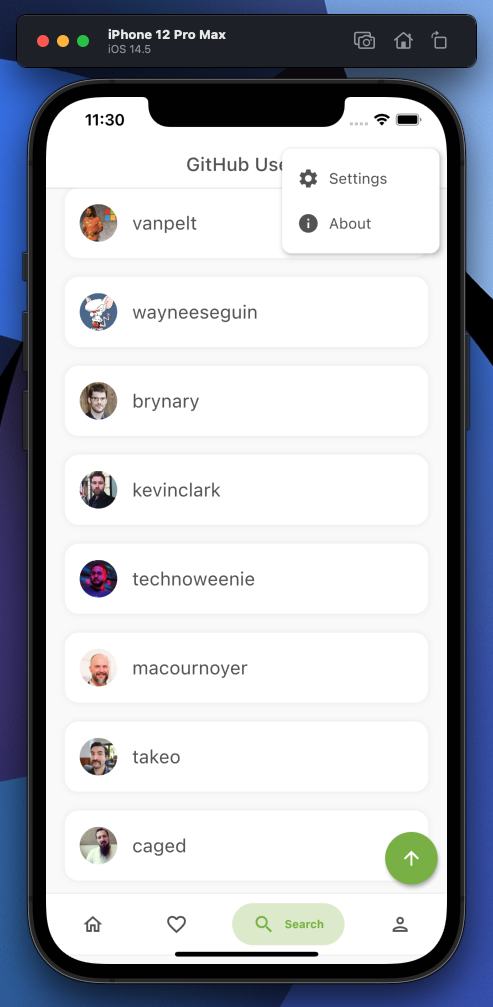 iPhone 12 Pro Max
iOS 14.5
11:30
GitHub Use
Settings
About
vanpelt
wayneeseguin
brynary
kevinclark
technoweenie
macournoyer
takeo
caged
Search